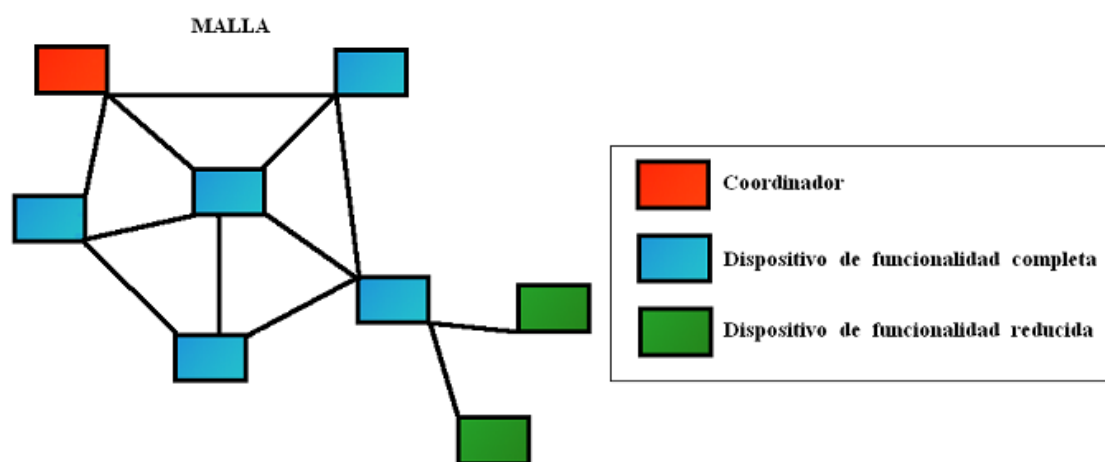 MALLA
Coordinador
Dispositivo de funcionalidad completa
Dispositivo de funcionalidad reducida